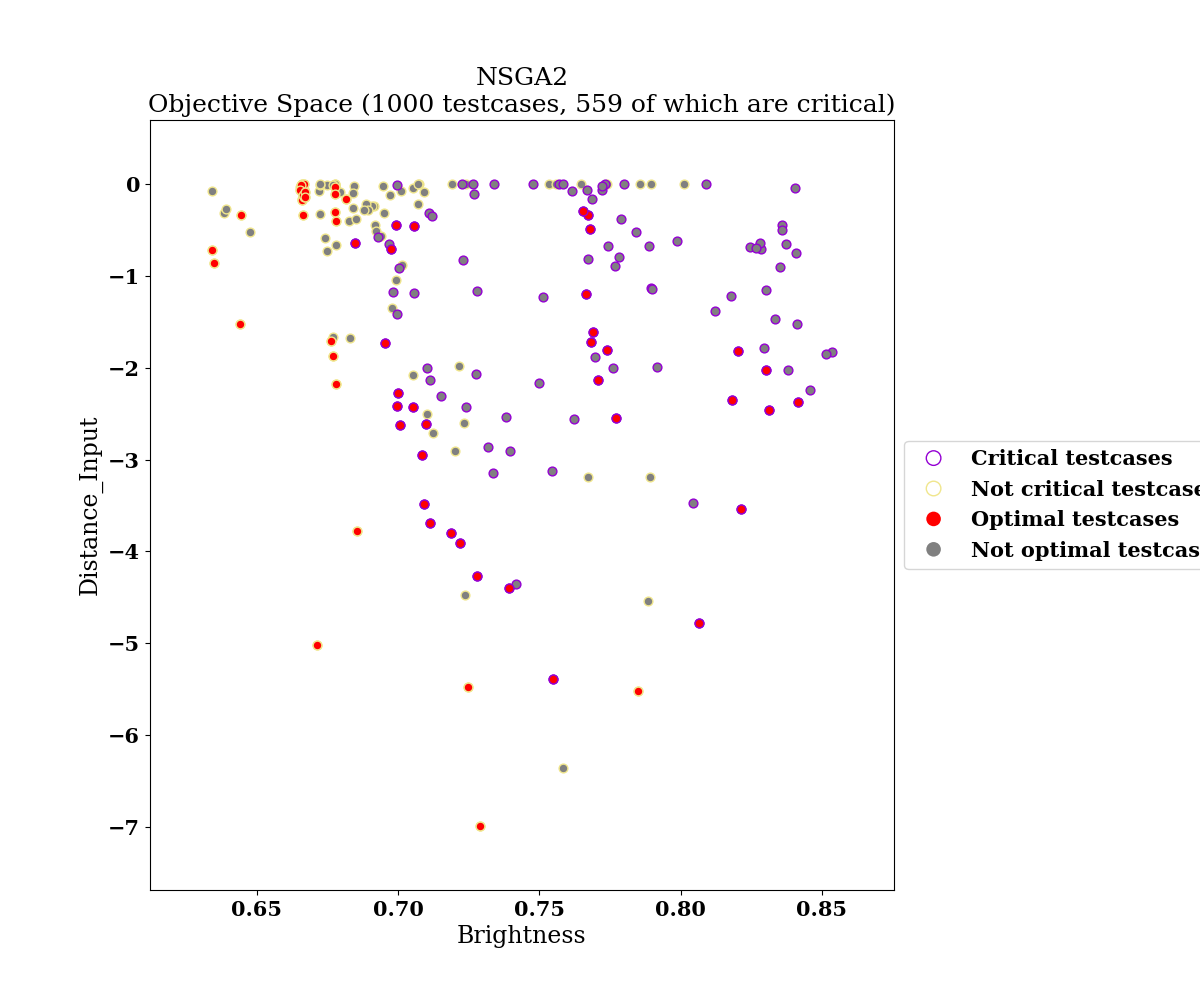 NSGA2
Objective Space (1000 testcases, 559 of which are critical)
Distance_Input
0
−1
−2
−3
−4
−5
−6
−7
0.65 0.70 0.75 0.80 0.85
Brightness
Critical testcases
Not critical testcase
Optimal testcases
Not optimal testcas